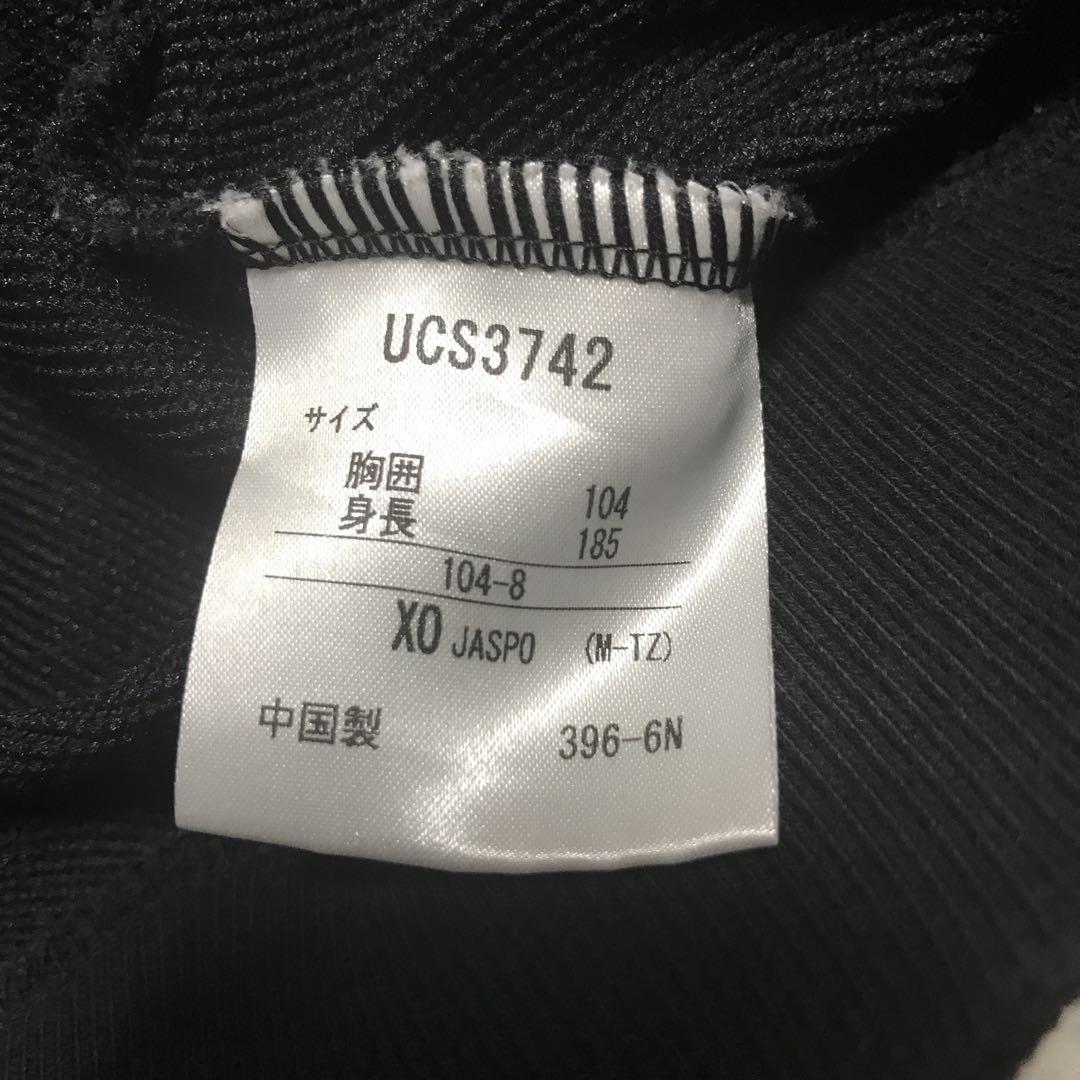 UCS3742
サイズ
胸囲 104
身長 185
104-8
XO JASPO (M-TZ)
中国製 396-6N